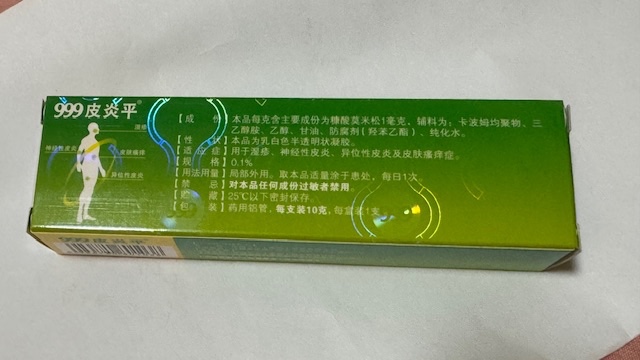 999皮炎平®
【成 份】本品每克含主要成份为糠酸莫米松1毫克。辅料为：卡波姆均聚物、三
乙醇胺、乙醇、甘油、防腐剂（羟苯乙酯）、纯化水。
【性 状】本品为乳白色半透明状凝胶。
【适 应 症】用于湿疹、神经性皮炎、异位性皮炎及皮肤瘙痒症。
【规 格】0.1%
【用法用量】局部外用。取本品适量涂于患处，每日1次。
【禁 忌】对本品任何成份过敏者禁用。
【贮 藏】25℃以下密封保存。
【包 装】药用铝管，每支装10克，每盒装1支。
湿疹
神经性皮炎
皮肤瘙痒
异位性皮炎
999皮炎平